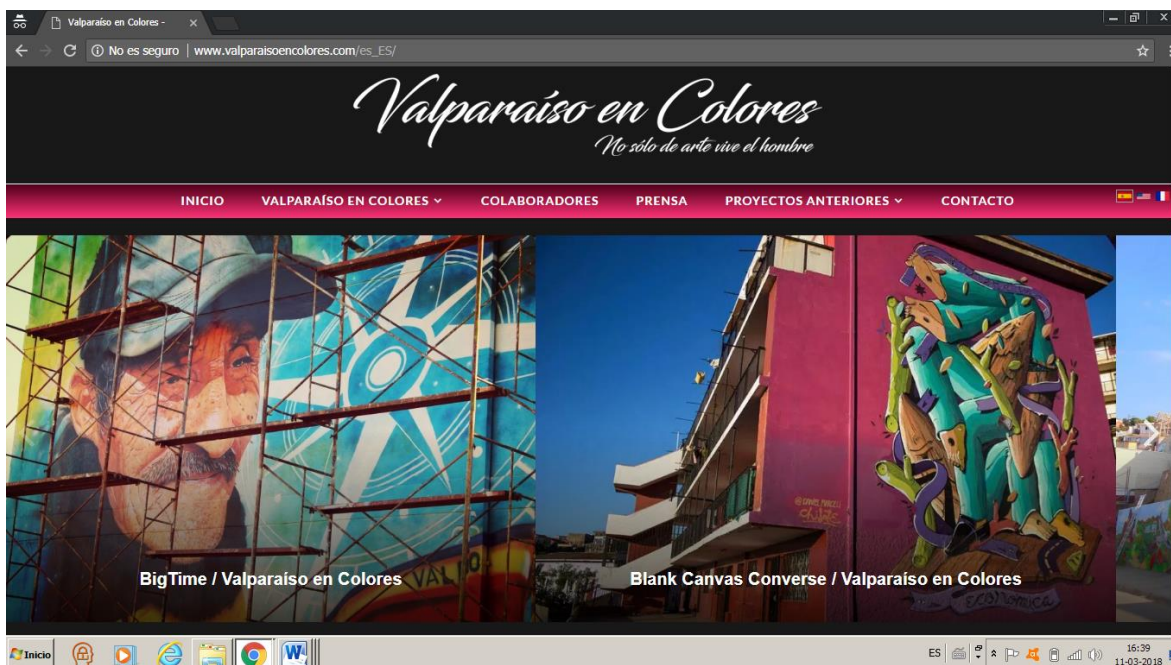 Valparaíso en Colores -
No es seguro | www.valparaisoencolores.com/es_ES/
Valparaíso en Colores
No sólo de arte vive el hombre
INICIO VALPARAÍSO EN COLORES COLABORADORES PRENSA PROYECTOS ANTERIORES CONTACTO
BigTime / Valparaíso en Colores
Blank Canvas Converse / Valparaíso en Colores
ECONOMICA
Inicio
ES
16:39
11-03-2018